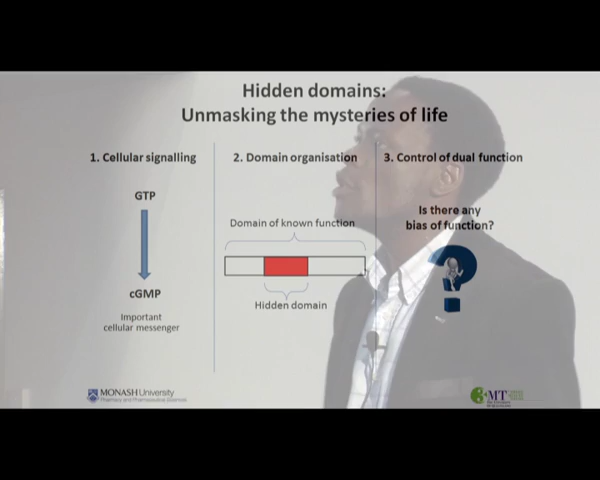 Hidden domains:
Unmasking the mysteries of life
1. Cellular signalling
GTP
cGMP
Important
cellular messenger
2. Domain organisation
Domain of known function
Hidden domain
3. Control of dual function
Is there any
bias of function?
?
MONASH University
Pharmacy and Pharmaceutical Sciences
3MT